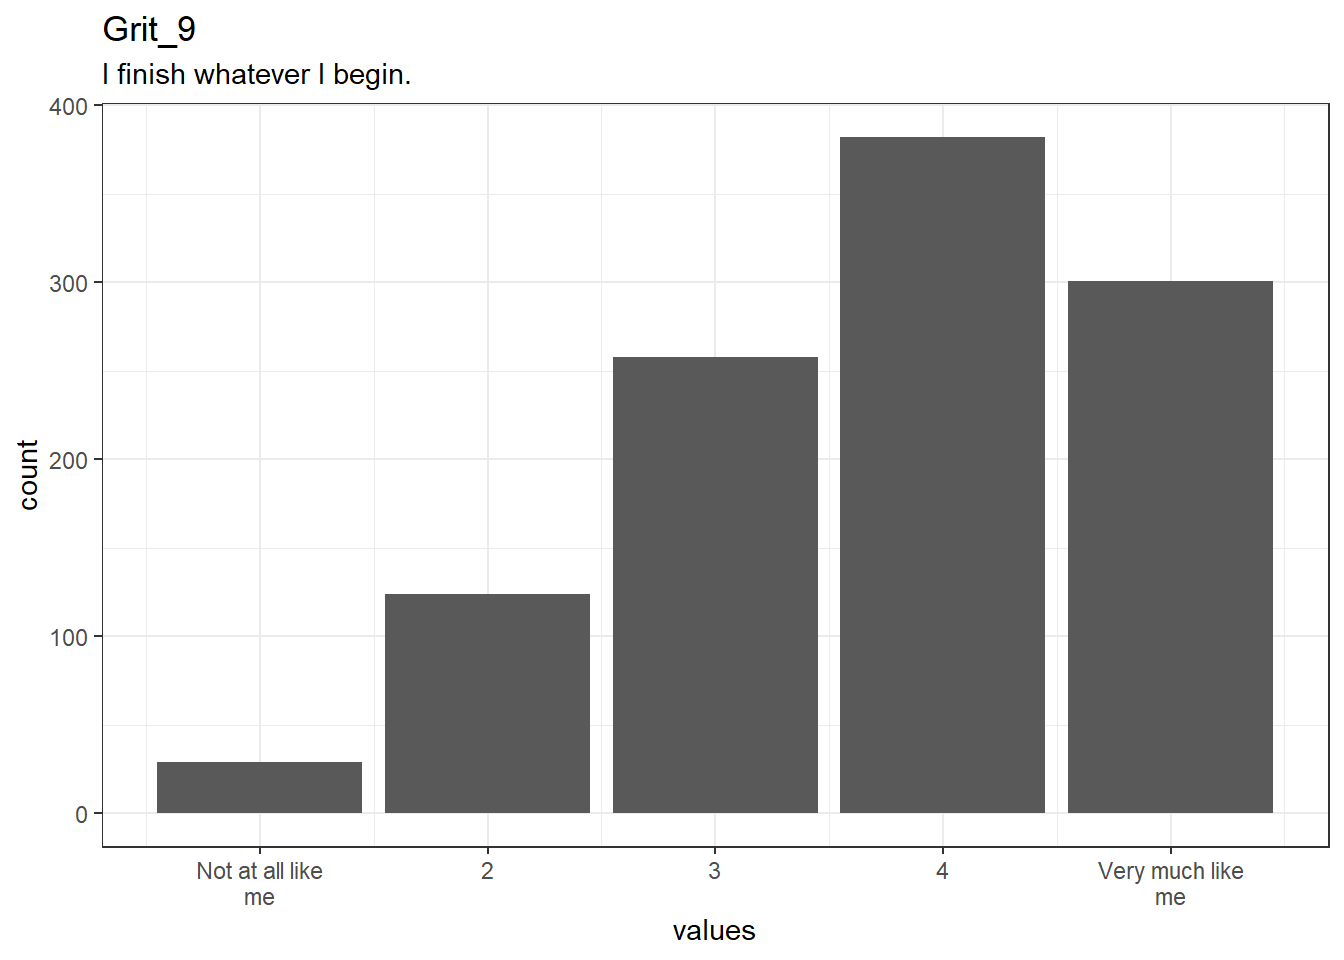 Grit_9
I finish whatever I begin.
400
300
200
100
0
count
Not at all like
me
2
3
4
Very much like
me
values